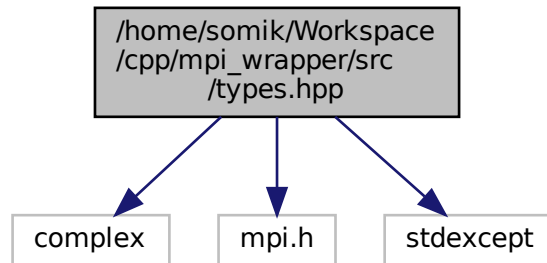 /home/somik/Workspace
/cpp/mpi_wrapper/src
/types.hpp
complex
mpi.h
stdexcept